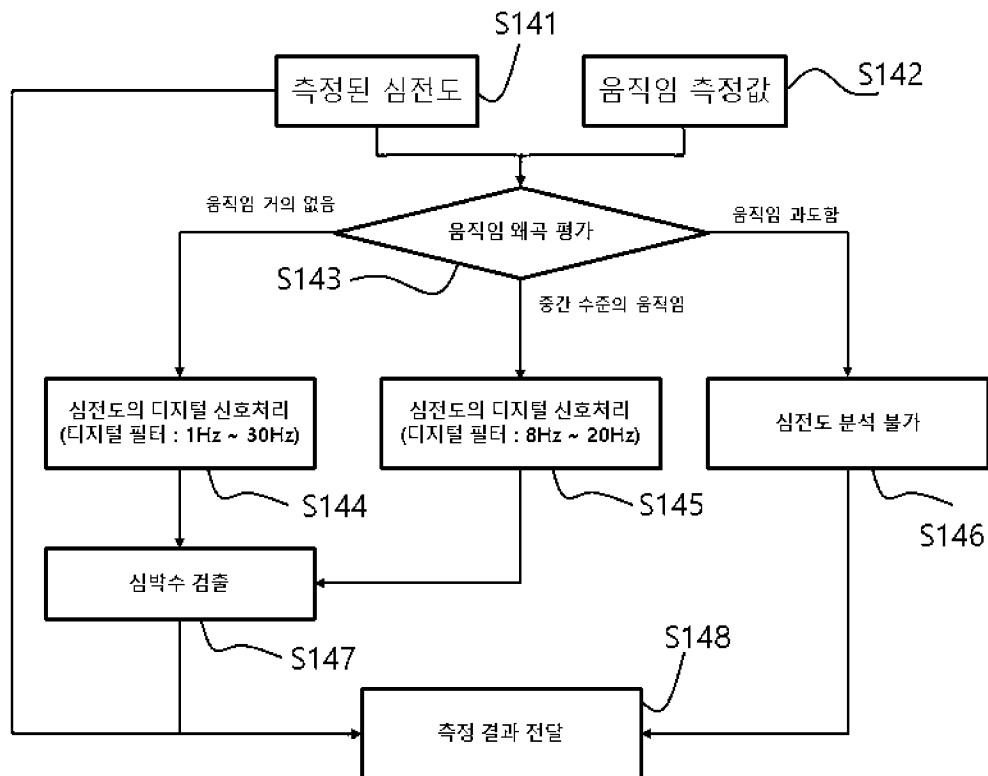 S141
측정된 심전도
움직임 측정값
S142
움직임 거의 없음
움직임 왜곡 평가
움직임 과도함
S143
중간 수준의 움직임
심전도의 디지털 신호처리
(디지털 필터 : 1Hz ~ 30Hz)
심전도의 디지털 신호처리
(디지털 필터 : 8Hz ~ 20Hz)
심전도 분석 불가
S144
S145
S146
심박수 검출
S147
S148
측정 결과 전달